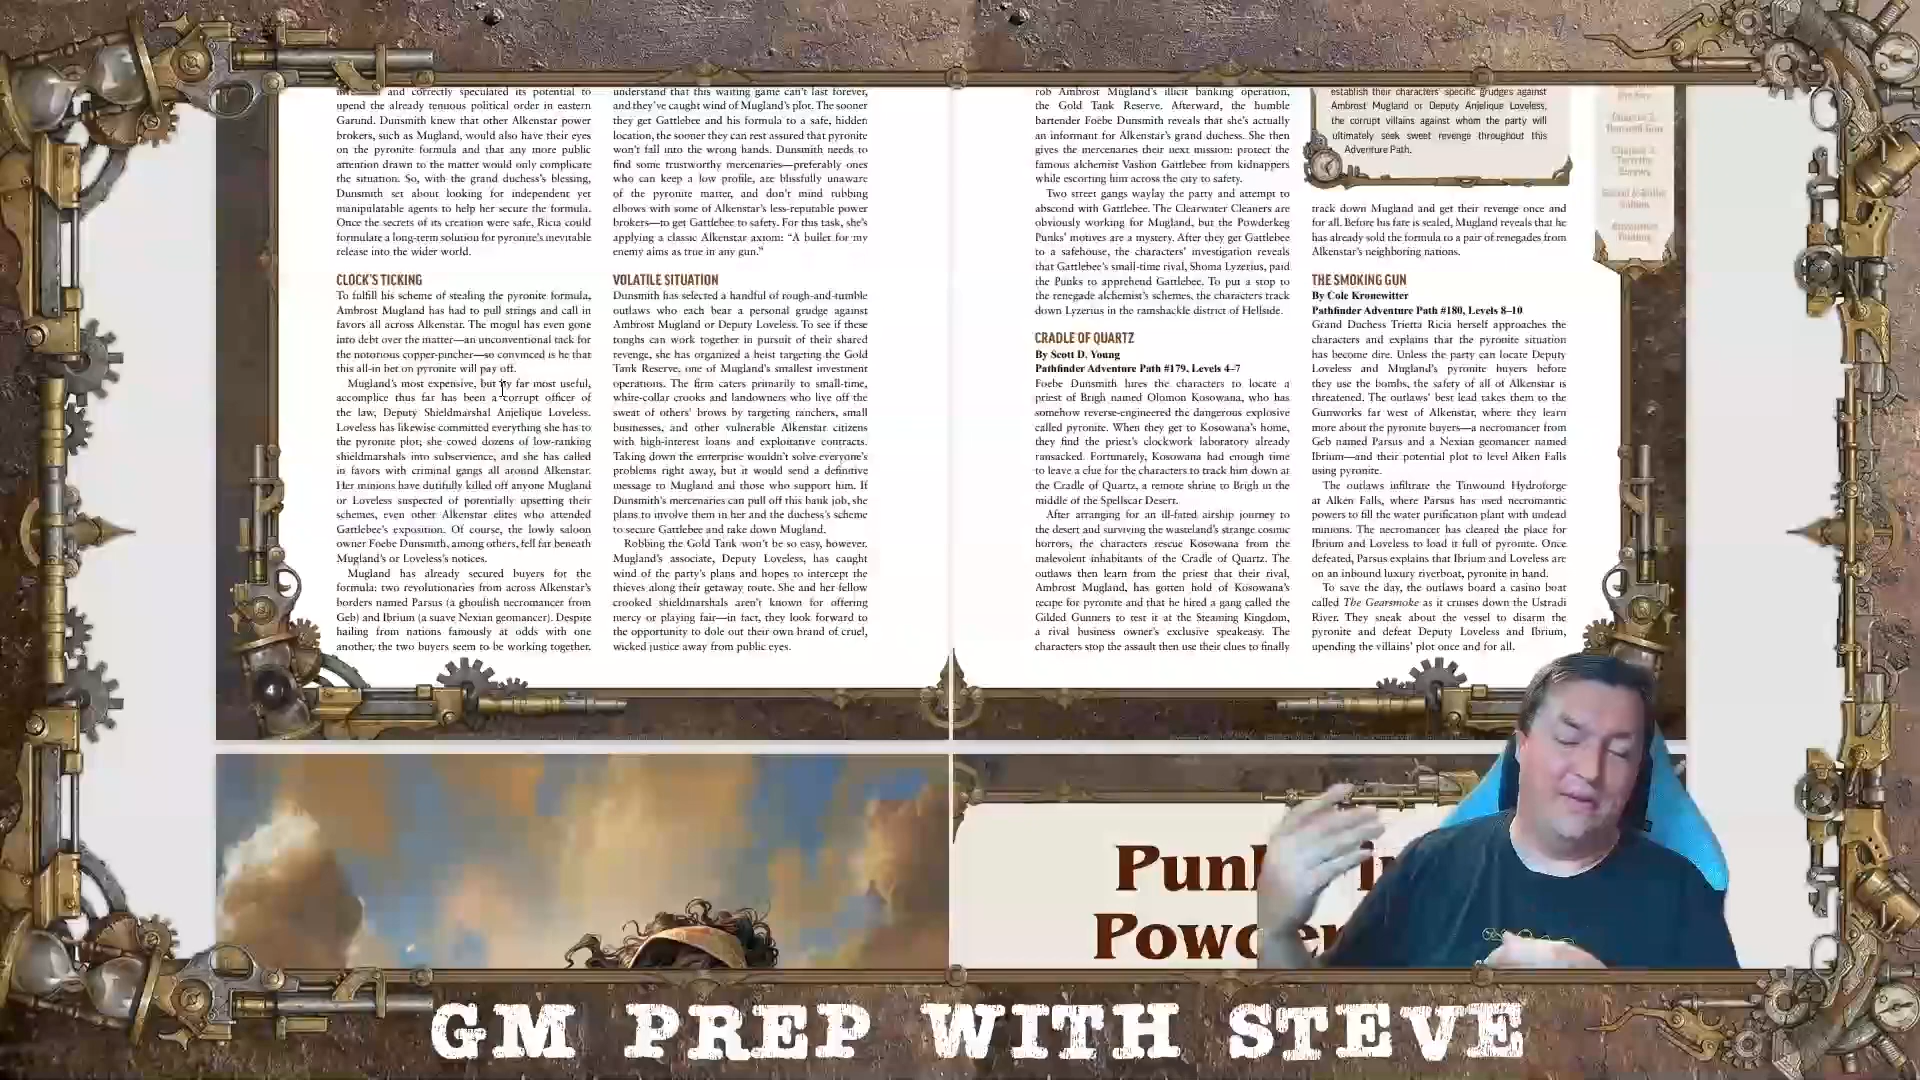 and correctly speculated its potential to
upend the already tenuous political order in eastern
Garund. Dunsmith knew that other Alkenstar power
brokers, such as Mugland, would also have their eyes
on the pyronite formula and that any more public
attention drawn to the matter would only complicate
the situation. So, with the grand duchess's blessing,
Dunsmith set about looking for independent yet
manipulatable agents to help her secure the formula.
Once the secrets of its creation were safe, Ricia could
formulate a long-term solution for pyronite's inevitable
release into the wider world.
CLOCK'S TICKING
To fulfill his scheme of stealing the pyronite formula,
Ambrost Mugland has had to pull strings and call in
favors all across Alkenstar. The mogul has even gone
into debt over the matter—an unconventional tack for
the notorious copper-pincher—so convinced is he that
this all-in bet on pyronite will pay off.
Mugland's most expensive, but by far most useful,
accomplice thus far has been a corrupt officer of
the law, Deputy Shieldmarshal Anjelique Loveless.
Loveless has likewise committed everything she has to
the pyronite plot; she cowed dozens of low-ranking
shieldmarshals into subservience, and she has called
in favors with criminal gangs all around Alkenstar.
Her minions have dutifully killed off anyone Mugland
or Loveless suspected of potentially upsetting their
schemes, even other Alkenstar elites who attended
Gattlebee's exposition. Of course, the lowly saloon
owner Foebe Dunsmith, among others, fell far beneath
Mugland's or Loveless's notices.
Mugland has already secured buyers for the
formula: two revolutionaries from across Alkenstar's
borders named Parsus (a ghoulish necromancer from
Geb) and Ibrium (a suave Nexian geomancer). Despite
hailing from nations famously at odds with one
another, the two buyers seem to be working together.
understand that this waiting game can't last forever,
and they've caught wind of Mugland's plot. The sooner
they get Gattlebee and his formula to a safe, hidden
location, the sooner they can rest assured that pyronite
won't fall into the wrong hands. Dunsmith needs to
find some trustworthy mercenaries—preferably ones
who can keep a low profile, are blissfully unaware
of the pyronite matter, and don't mind rubbing
elbows with some of Alkenstar's less-reputable power
brokers—to get Gattlebee to safety. For this task, she's
applying a classic Alkenstar axiom: “A bullet for my
enemy aims as true in any gun.”
VOLATILE SITUATION
Dunsmith has selected a handful of rough-and-tumble
outlaws who each bear a personal grudge against
Ambrost Mugland or Deputy Loveless. To see if these
toughs can work together in pursuit of their shared
revenge, she has organized a heist targeting the Gold
Tank Reserve, one of Mugland's smallest investment
operations. The firm caters primarily to small-time,
white-collar crooks and landowners who live off the
sweat of others' brows by targeting ranchers, small
businesses, and other vulnerable Alkenstar citizens
with high-interest loans and exploitative contracts.
Taking down the enterprise wouldn't solve everyone's
problems right away, but it would send a definitive
message to Mugland and those who support him. If
Dunsmith's mercenaries can pull off this bank job, she
plans to involve them in her and the duchess's scheme
to secure Gattlebee and take down Mugland.
Robbing the Gold Tank won't be so easy, however.
Mugland's associate, Deputy Loveless, has caught
wind of the party's plans and hopes to intercept the
thieves along their getaway route. She and her fellow
crooked shieldmarshals aren't known for offering
mercy or playing fair—in fact, they look forward to
the opportunity to dole out their own brand of cruel,
wicked justice away from public eyes.
rob Ambrost Mugland's illicit banking operation,
the Gold Tank Reserve. Afterward, the humble
bartender Foebe Dunsmith reveals that she's actually
an informant for Alkenstar's grand duchess. She then
gives the mercenaries their next mission: protect the
famous alchemist Vashon Gattlebee from kidnappers
while escorting him across the city to safety.
Two street gangs waylay the party and attempt to
abscond with Gattlebee. The Clearwater Cleaners are
obviously working for Mugland, but the Powderkeg
Punks' motives are a mystery. After they get Gattlebee
to a safehouse, the characters' investigation reveals
that Gattlebee's small-time rival, Shoma Lyzerius, paid
the Punks to apprehend Gattlebee. To put a stop to
the renegade alchemist's schemes, the characters track
down Lyzerius in the ramshackle district of Hellside.
CRADLE OF QUARTZ
By Scott D. Young
Pathfinder Adventure Path #179, Levels 4–7
Foebe Dunsmith hires the characters to locate a
priest of Brigh named Olomon Kosowana, who has
somehow reverse-engineered the dangerous explosive
called pyronite. When they get to Kosowana's home,
they find the priest's clockwork laboratory already
ransacked. Fortunately, Kosowana had enough time
to leave a clue for the characters to track him down at
the Cradle of Quartz, a remote shrine to Brigh in the
middle of the Spellscar Desert.
After arranging for an ill-fated airship journey to
the desert and surviving the wasteland's strange cosmic
horrors, the characters rescue Kosowana from the
malevolent inhabitants of the Cradle of Quartz. The
outlaws then learn from the priest that their rival,
Ambrost Mugland, has gotten hold of Kosowana's
recipe for pyronite and that he hired a gang called the
Gilded Gunners to test it at the Steaming Kingdom,
a rival business owner's exclusive speakeasy. The
characters stop the assault then use their clues to finally
establish their characters' specific grudges against
Ambrost Mugland or Deputy Anjelique Loveless,
the corrupt villains against whom the party will
ultimately seek sweet revenge throughout this
Adventure Path.
track down Mugland and get their revenge once and
for all. Before his fate is sealed, Mugland reveals that he
has already sold the formula to a pair of renegades from
Alkenstar's neighboring nations.
THE SMOKING GUN
By Cole Kronewitter
Pathfinder Adventure Path #180, Levels 8–10
Grand Duchess Trietta Ricia herself approaches the
characters and explains that the pyronite situation
has become dire. Unless the party can locate Deputy
Loveless and Mugland's pyronite buyers before
they use the bombs, the safety of all of Alkenstar is
threatened. The outlaws' best lead takes them to the
Gunworks far west of Alkenstar, where they learn
more about the pyronite buyers—a necromancer from
Geb named Parsus and a Nexian geomancer named
Ibrium—and their potential plot to level Alken Falls
using pyronite.
The outlaws infiltrate the Tinwound Hydroforge
at Alken Falls, where Parsus has used necromantic
powers to fill the water purification plant with undead
minions. The necromancer has cleared the place for
Ibrium and Loveless to load it full of pyronite. Once
defeated, Parsus explains that Ibrium and Loveless are
on an inbound luxury riverboat, pyronite in hand.
To save the day, the outlaws board a casino boat
called The Gearsmoke as it cruises down the Ustradi
River. They sneak about the vessel to disarm the
pyronite and defeat Deputy Loveless and Ibrium,
upending the villains' plot once and for all.
GM PREP WITH STEVE